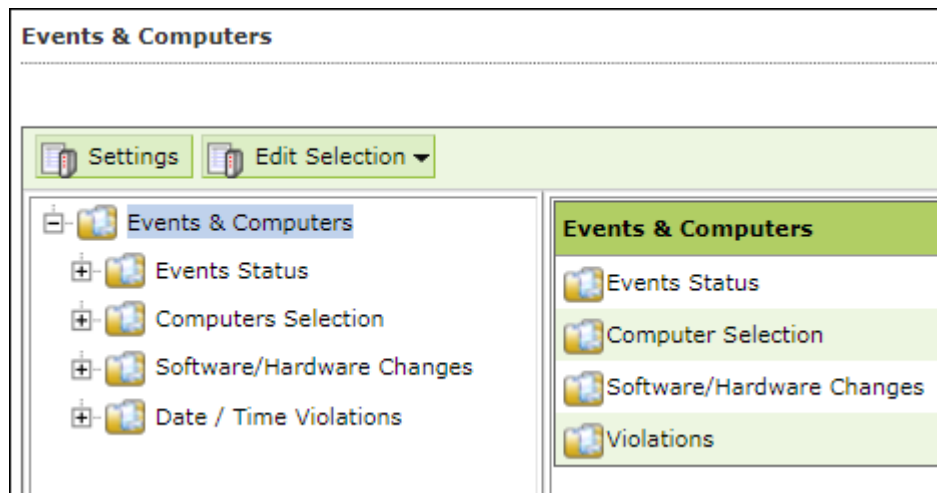 Events & Computers
Settings
Edit Selection
Events & Computers
Events Status
Computers Selection
Software/Hardware Changes
Date / Time Violations
Events & Computers
Events Status
Computer Selection
Software/Hardware Changes
Violations